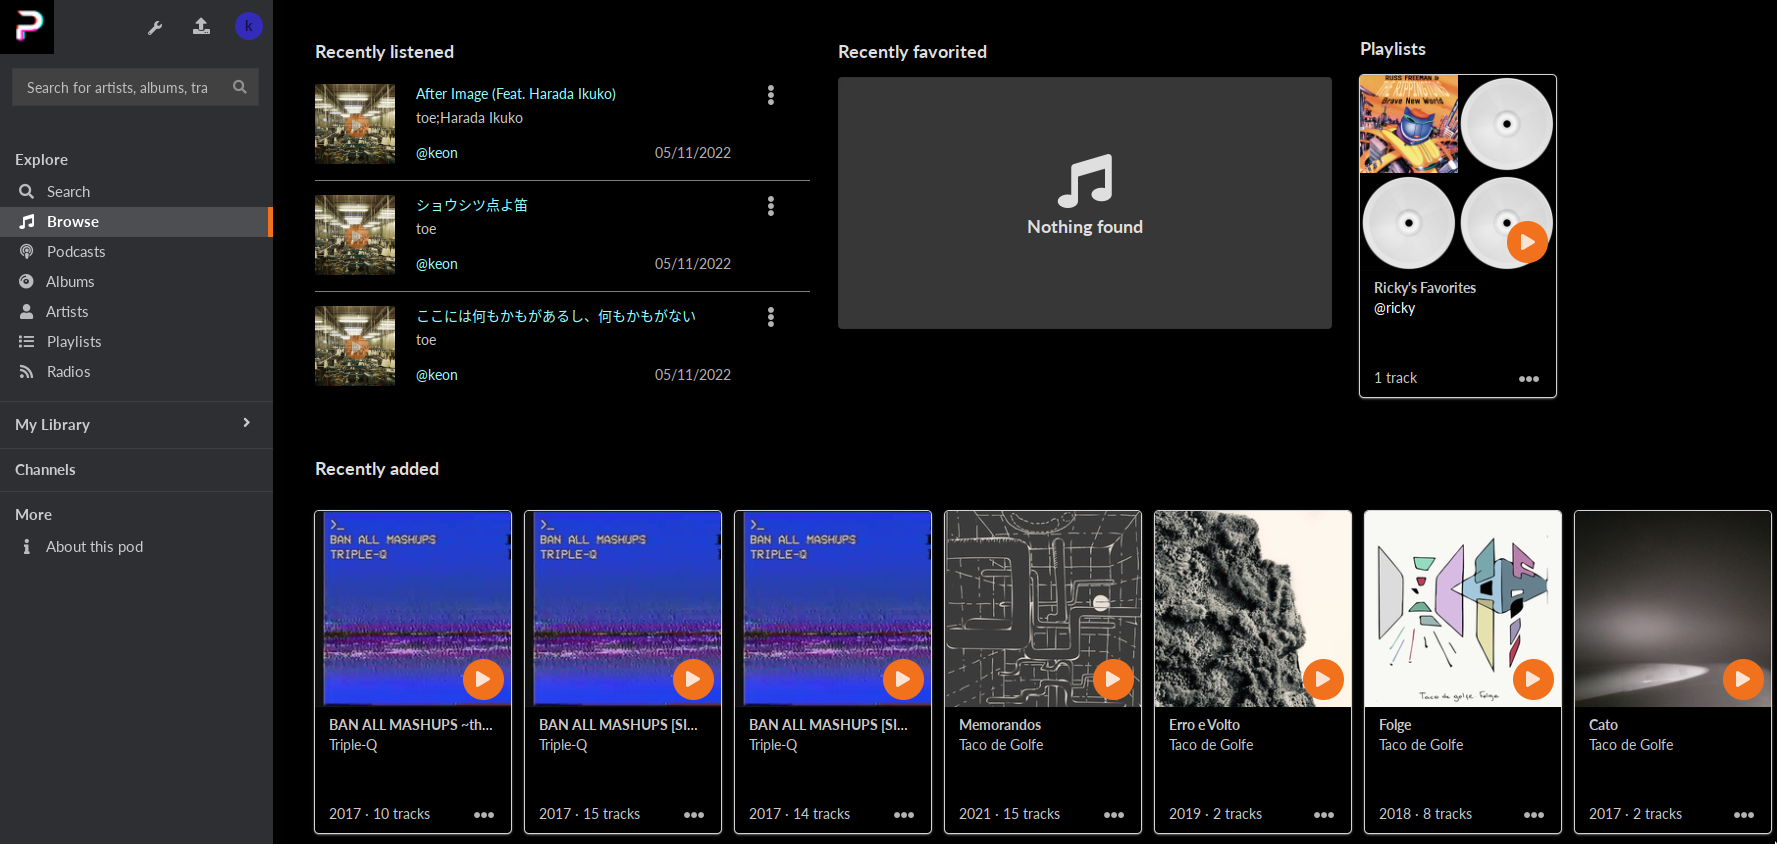 P
k
Search for artists, albums, tra
Explore
Search
Browse
Podcasts
Albums
Artists
Playlists
Radios
My Library
Channels
More
About this pod
Recently listened
After Image (Feat. Harada Ikuko)
toe;Harada Ikuko
@keon 05/11/2022
ショウシツ点よ笛
toe
@keon 05/11/2022
ここには何もかもがあるし、何もかもがない
toe
@keon 05/11/2022
Recently favorited
Nothing found
Playlists
RUSS FREEMAN &
THE RIPPINGTONS
Brave New World
Ricky's Favorites
@ricky
1 track
Recently added
>_
BAN ALL MASHUPS
TRIPLE-Q
BAN ALL MASHUPS ~th...
Triple-Q
2017 · 10 tracks
>_
BAN ALL MASHUPS
TRIPLE-Q
BAN ALL MASHUPS [SI...
Triple-Q
2017 · 15 tracks
>_
BAN ALL MASHUPS
TRIPLE-Q
BAN ALL MASHUPS [SI...
Triple-Q
2017 · 14 tracks
Memorandos
Taco de Golfe
2021 · 15 tracks
Erro e Volto
Taco de Golfe
2019 · 2 tracks
Taco de golfe Folge
Folge
Taco de Golfe
2018 · 8 tracks
Cato
Taco de Golfe
2017 · 2 tracks